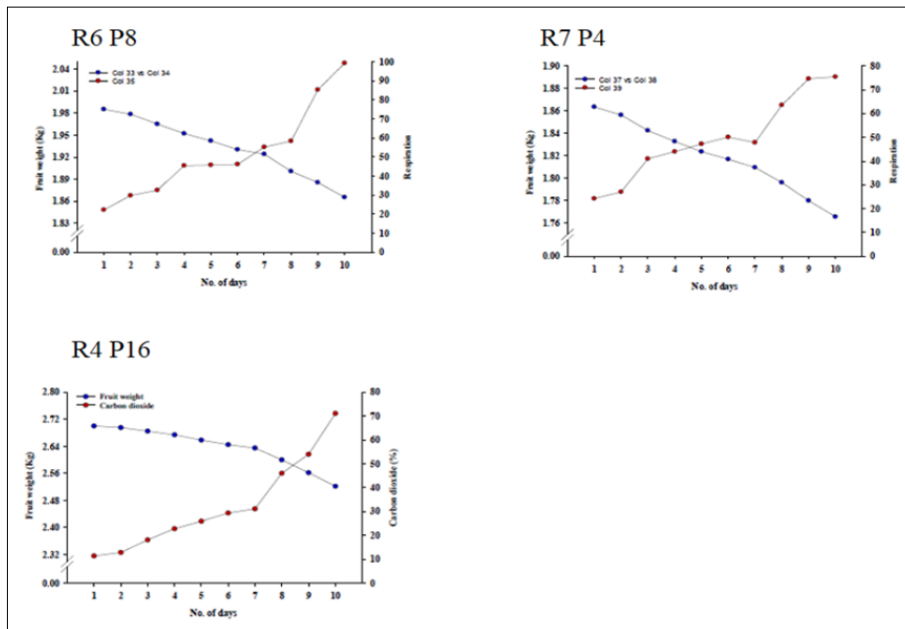 R6 P8
Col 33 vs Col 34
Col 35
Fruit weight (Kg)
2.04
2.01
1.98
1.95
1.92
1.89
1.86
1.83
0.00
100
90
80
70
60
50
40
30
20
10
0
Respiration
1 2 3 4 5 6 7 8 9 10
No. of days
R7 P4
Col 37 vs Col 38
Col 39
Fruit weight (Kg)
1.90
1.88
1.86
1.84
1.82
1.80
1.78
1.76
0.00
80
70
60
50
40
30
20
10
0
Respiration
1 2 3 4 5 6 7 8 9 10
No. of days
R4 P16
Fruit weight
Carbon dioxide
Fruit weight (Kg)
2.80
2.72
2.64
2.56
2.48
2.40
2.32
0.00
80
70
60
50
40
30
20
10
0
Carbon dioxide (%)
1 2 3 4 5 6 7 8 9 10
No. of days